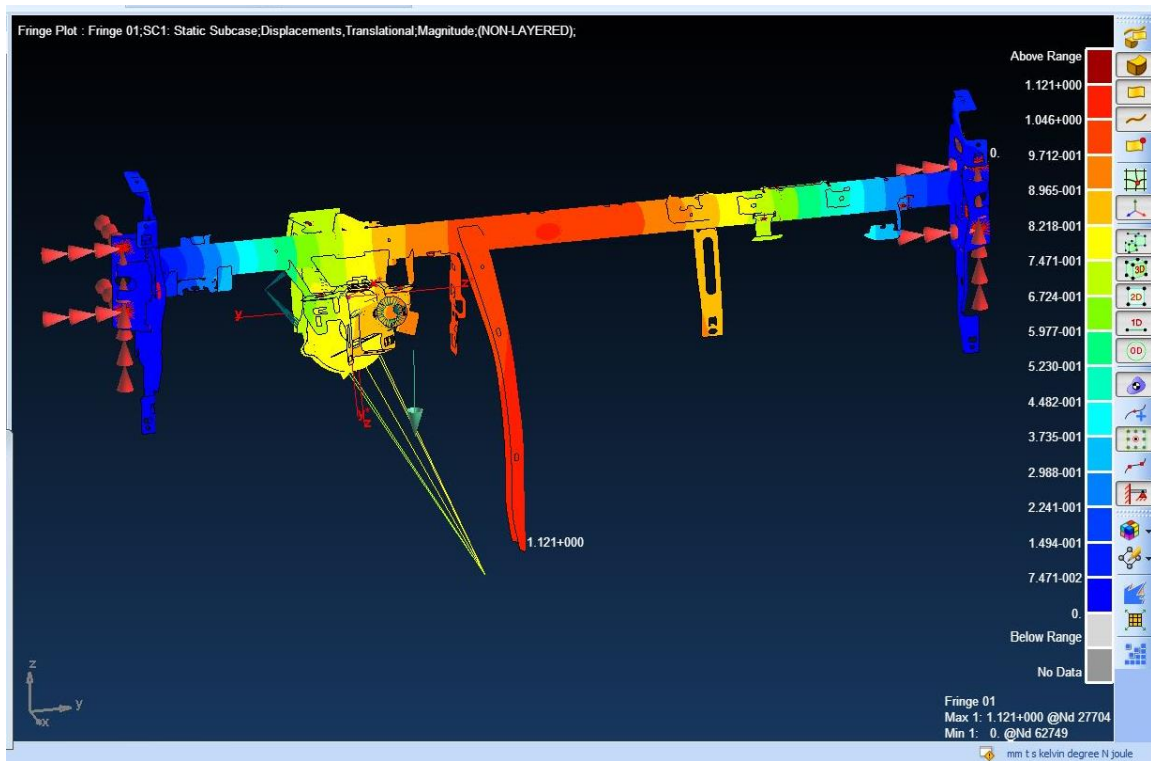 Fringe Plot : Fringe 01;SC1: Static Subcase;Displacements,Translational;Magnitude;(NON-LAYERED);
Above Range
1.121+000
1.046+000
9.712-001
8.965-001
8.218-001
7.471-001
6.724-001
5.977-001
5.230-001
4.482-001
3.735-001
2.988-001
2.241-001
1.494-001
7.471-002
0.
Below Range
No Data
0.
z
y
z
1.121+000
z
y
x
Fringe 01
Max 1: 1.121+000 @Nd 27704
Min 1: 0. @Nd 62749
3D
2D
1D
0D
mm t s kelvin degree N joule